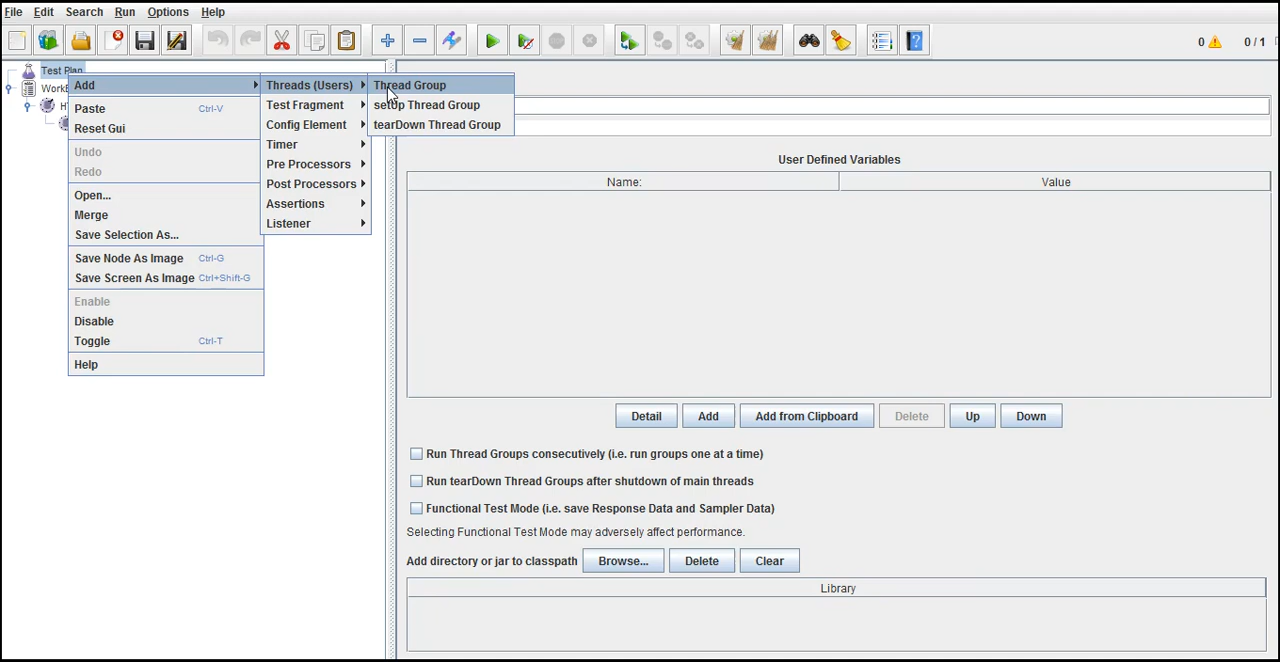 File Edit Search Run Options Help
0 0/1
Test Plan
Add
Threads (Users)
Thread Group
Paste Ctrl-V
Test Fragment
setUp Thread Group
Reset Gui
Config Element
tearDown Thread Group
Undo
Timer
Redo
Pre Processors
Open...
Post Processors
Merge
Assertions
Save Selection As...
Listener
Save Node As Image Ctrl-G
Save Screen As Image Ctrl+Shift-G
Enable
Disable
Toggle Ctrl-T
Help
User Defined Variables
Name: Value
Detail Add Add from Clipboard Delete Up Down
Run Thread Groups consecutively (i.e. run groups one at a time)
Run tearDown Thread Groups after shutdown of main threads
Functional Test Mode (i.e. save Response Data and Sampler Data)
Selecting Functional Test Mode may adversely affect performance.
Add directory or jar to classpath Browse... Delete Clear
Library